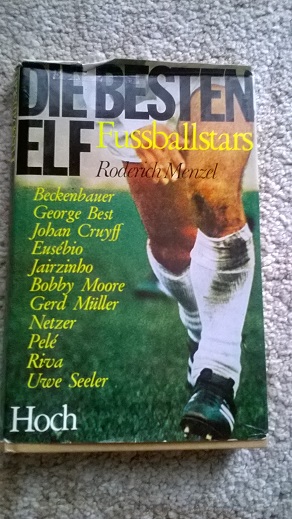 DIE BESTEN
ELF Fussballstars
Roderich Menzel
Beckenbauer
George Best
Johan Cruyff
Eusébio
Jairzinho
Bobby Moore
Gerd Müller
Netzer
Pelé
Riva
Uwe Seeler
Hoch